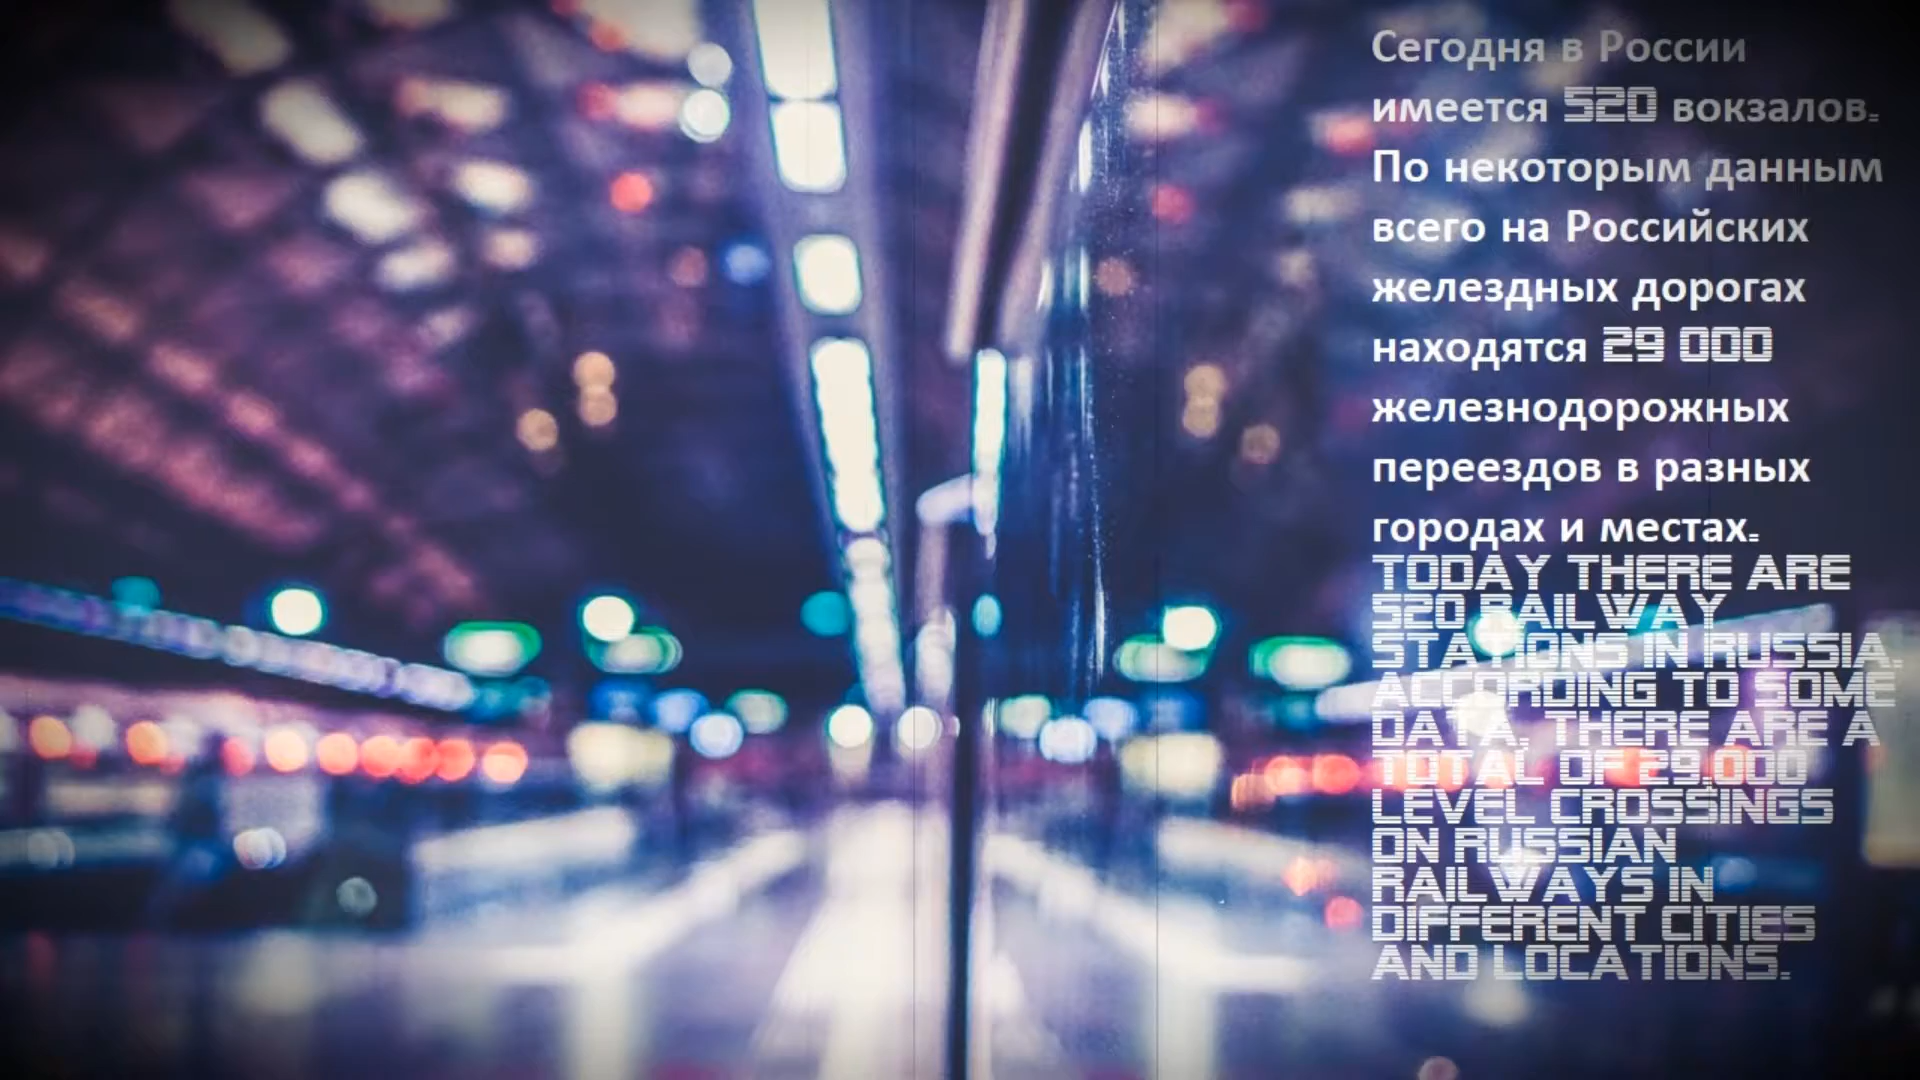 Сегодня в России
имеется 520 вокзалов.
По некоторым данным
всего на Российских
желездных дорогах
находятся 29 000
железнодорожных
переездов в разных
городах и местах.
TODAY THERE ARE
520 RAILWAY
STATIONS IN RUSSIA.
ACCORDING TO SOME
DATA, THERE ARE A
TOTAL OF 29,000
LEVEL CROSSINGS
ON RUSSIAN
RAILWAYS IN
DIFFERENT CITIES
AND LOCATIONS.